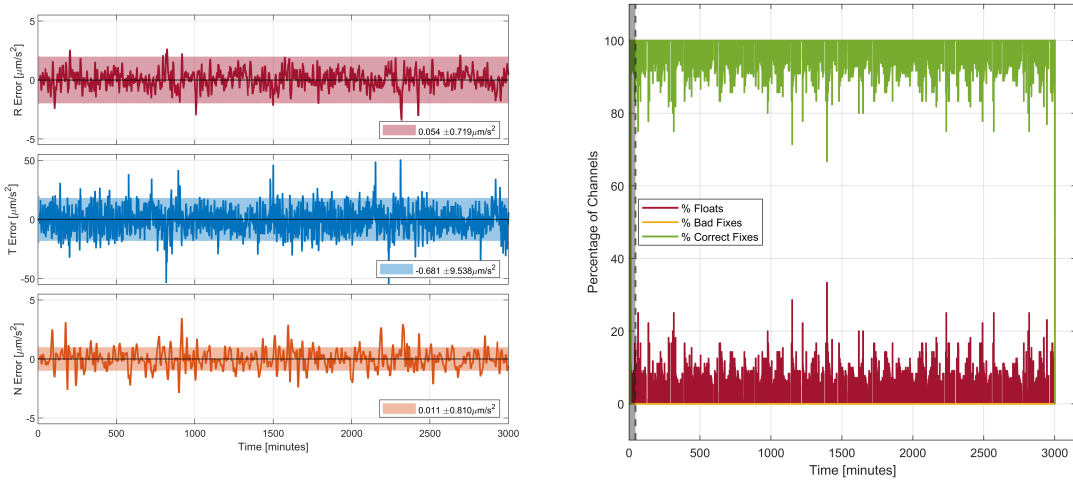 5
0
-5
R Error [μm/s²]
0.054 ±0.719μm/s²
50
0
-50
T Error [μm/s²]
-0.681 ±9.538μm/s²
5
0
-5
N Error [μm/s²]
0.011 ±0.810μm/s²
0 500 1000 1500 2000 2500 3000
Time [minutes]
100
80
60
40
20
0
Percentage of Channels
% Floats
% Bad Fixes
% Correct Fixes
0 500 1000 1500 2000 2500 3000
Time [minutes]